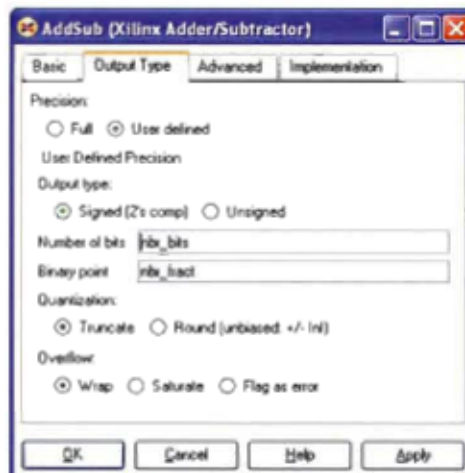 AddSub (Xilinx Adder/Subtractor)
Basic Output Type Advanced Implementation
Precision:
Full User defined
User Defined Precision
Output type:
Signed (2's comp) Unsigned
Number of bits nbx_bits
Binary point nbx_fract
Quantization:
Truncate Round (unbiased: +/- Inf)
Overflow:
Wrap Saturate Flag as error
OK Cancel Help Apply